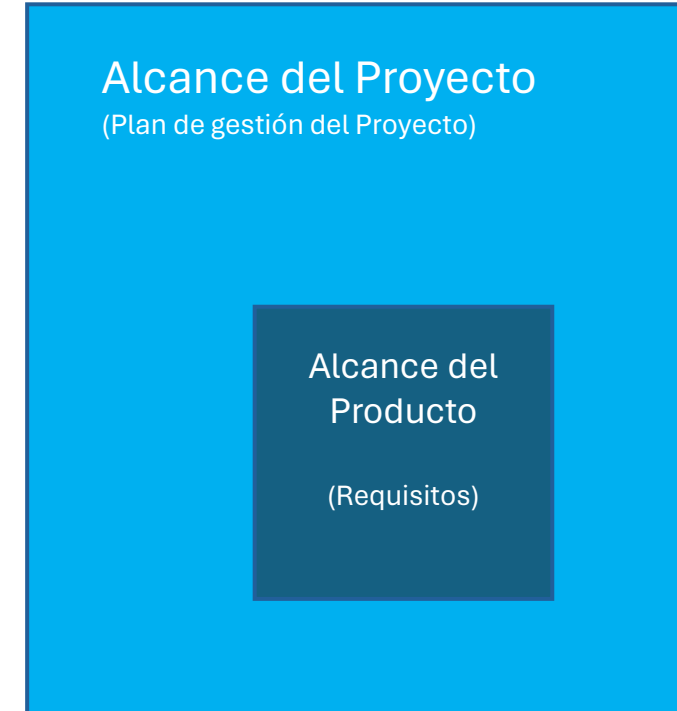 Alcance del Proyecto
(Plan de gestión del Proyecto)
Alcance del
Producto
(Requisitos)